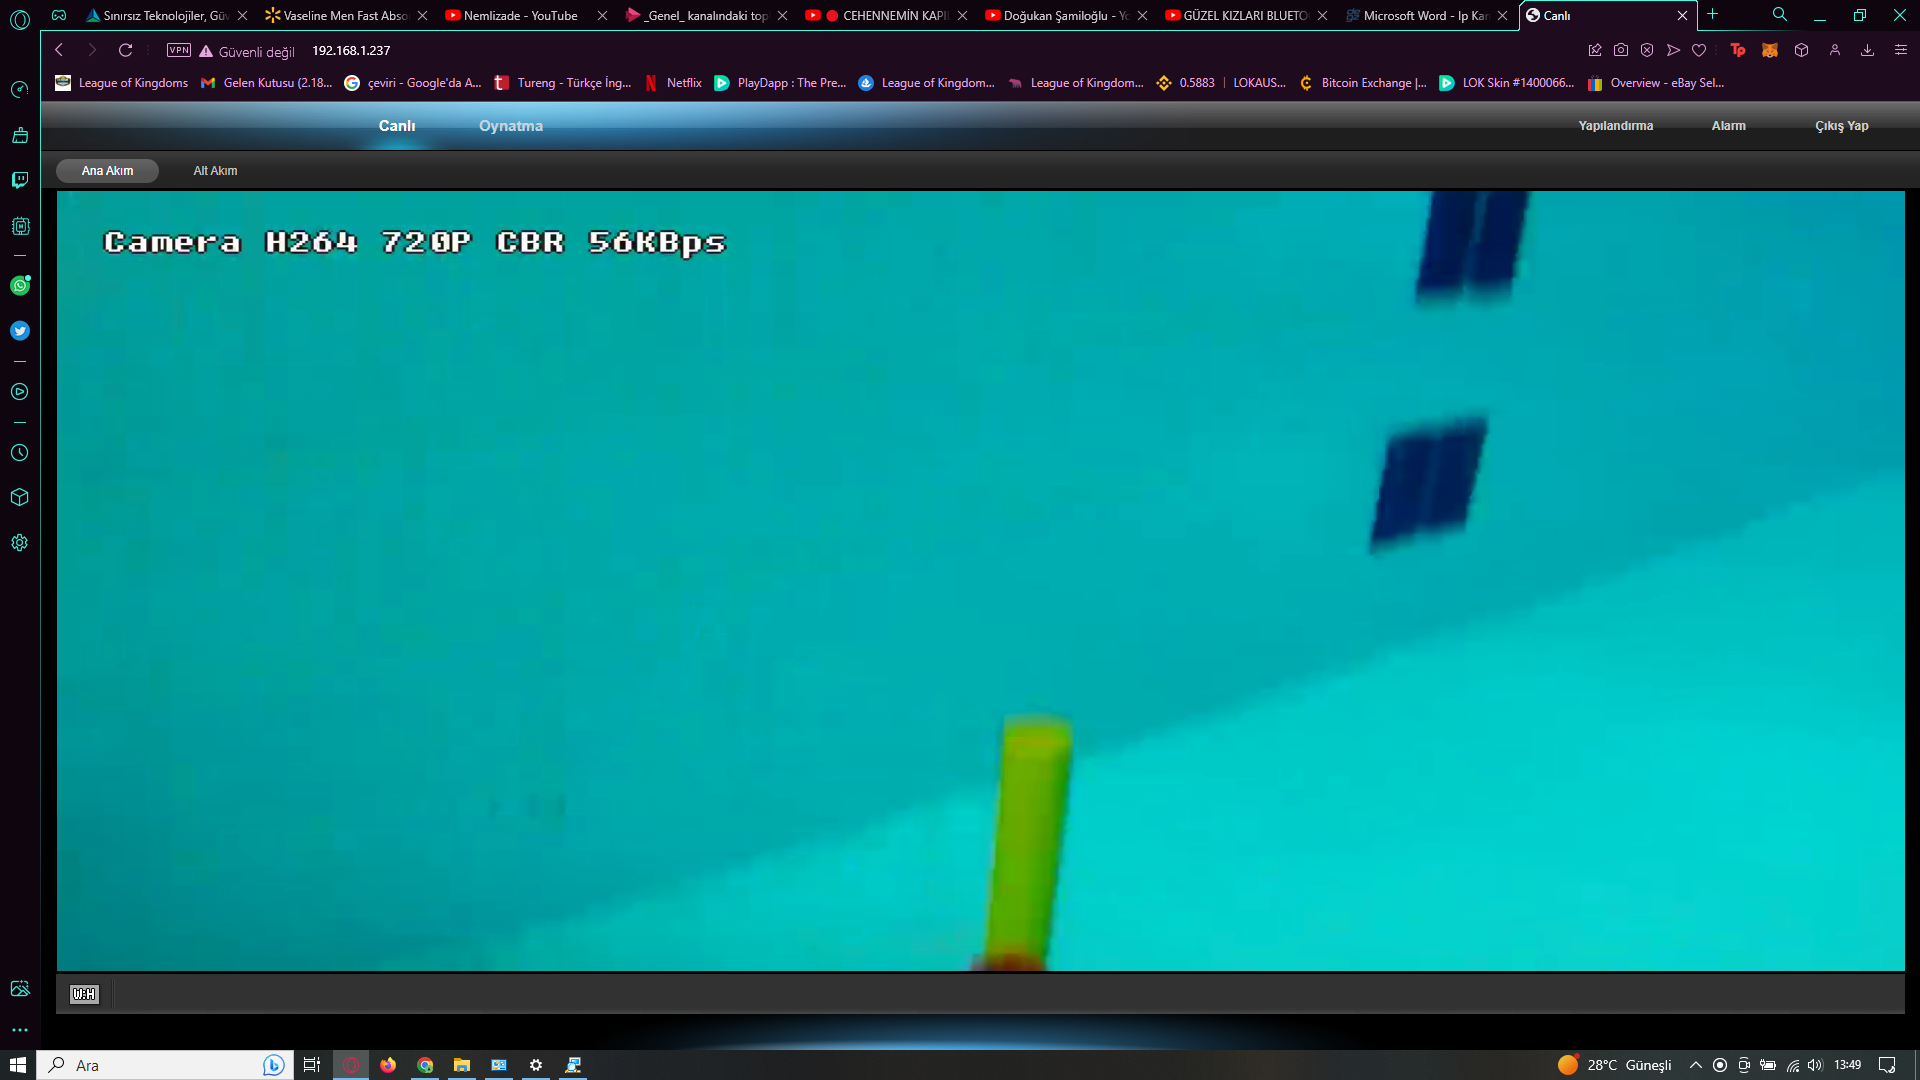 Sınırsız Teknolojiler, Güv
Vaseline Men Fast Abso
Nemlizade - YouTube
_Genel_ kanalındaki top
CEHENNEMİN KAPI
Doğukan Şamiloğlu - Yo
GÜZEL KIZLARI BLUETO
Microsoft Word - Ip Kam
Canlı
VPN
Güvenli değil
192.168.1.237
League of Kingdoms
Gelen Kutusu (2.18...
çeviri - Google'da A...
Tureng - Türkçe İng...
Netflix
PlayDapp : The Pre...
League of Kingdom...
League of Kingdom...
0.5883 | LOKAUS...
Bitcoin Exchange |...
LOK Skin #1400066...
Overview - eBay Sel...
Canlı
Oynatma
Yapılandırma
Alarm
Çıkış Yap
Ana Akım
Alt Akım
Camera H264 720P CBR 56KBps
W:H
Ara
28°C Güneşli
13:49